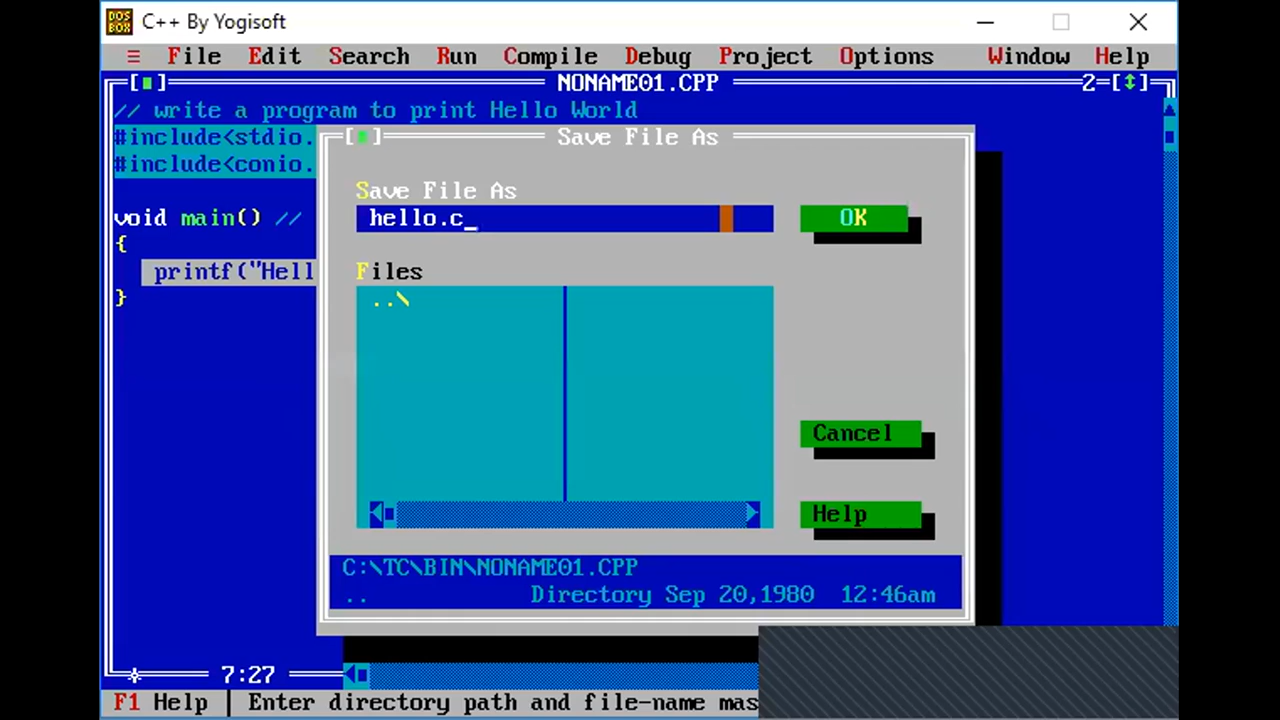 DOS BOX C++ By Yogisoft
≡ File Edit Search Run Compile Debug Project Options Window Help
NONAME01.CPP 2
// write a program to print Hello World
#include<stdio.
#include<conio.
void main() //
{
printf("Hell
}
Save File As
Save File As
hello.c_
OK
Files
..\
Cancel
Help
C:\TC\BIN\NONAME01.CPP
.. Directory Sep 20,1980 12:46am
7:27
F1 Help | Enter directory path and file-name mas